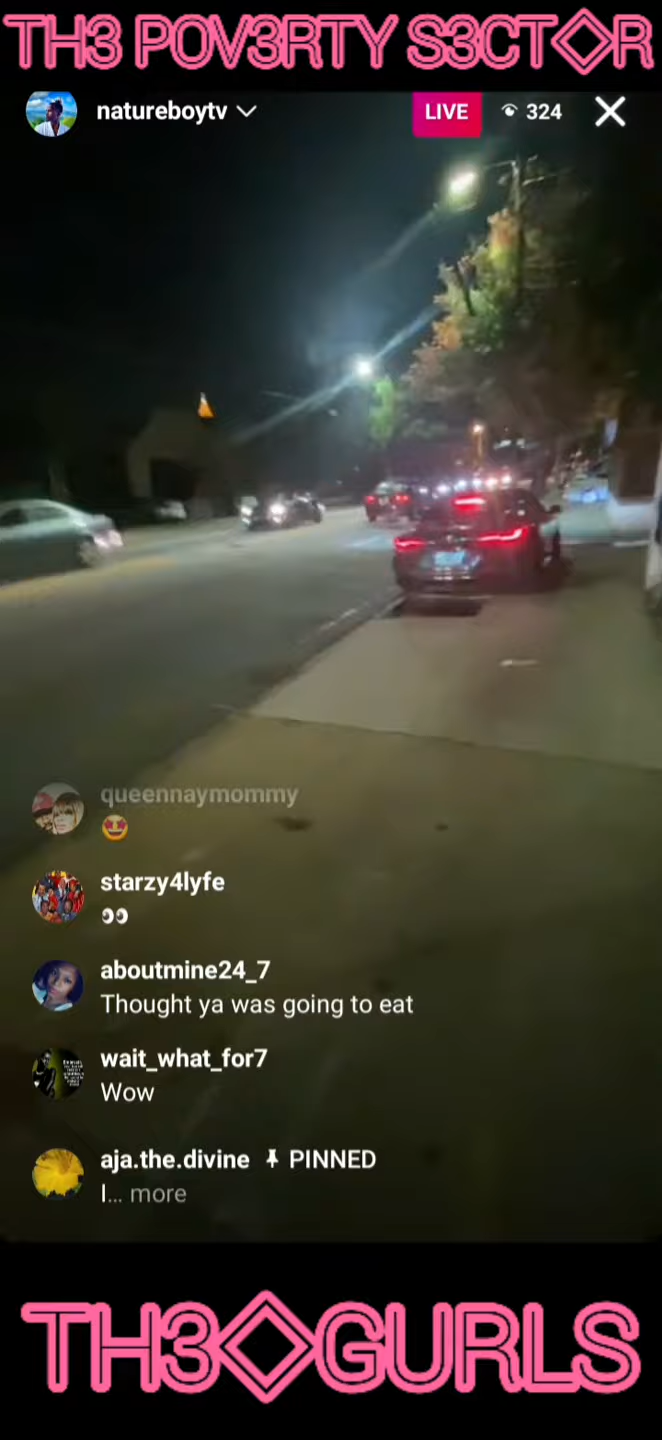 TH3 POV3RTY S3CT◇R
natureboytv
LIVE
324
queennaymommy
🤩
starzy4lyfe
👀
aboutmine24_7
Thought ya was going to eat
wait_what_for7
Wow
aja.the.divine PINNED
I... more
TH3◇GURLS